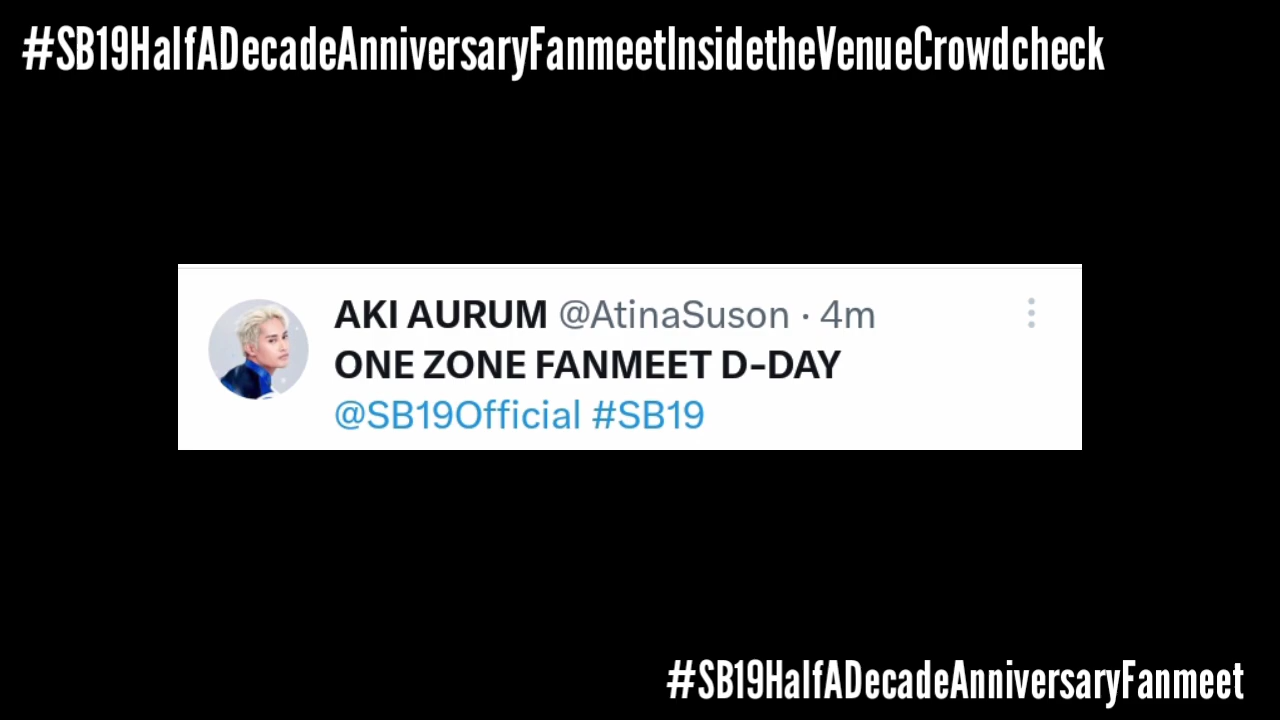 #SB19HalfADecadeAnniversaryFanmeetInsidetheVenueCrowdcheck
AKI AURUM @AtinaSuson · 4m
ONE ZONE FANMEET D-DAY
@SB19Official #SB19
#SB19HalfADecadeAnniversaryFanmeet